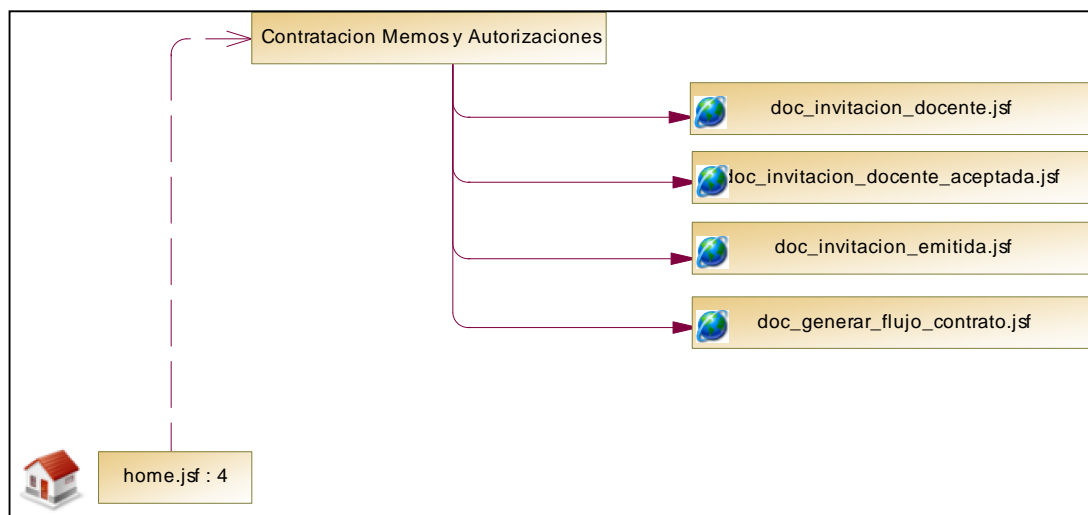 Contratacion Memos y Autorizaciones
doc_invitacion_docente.jsf
doc_invitacion_docente_aceptada.jsf
doc_invitacion_emitida.jsf
doc_generar_flujo_contrato.jsf
home.jsf : 4